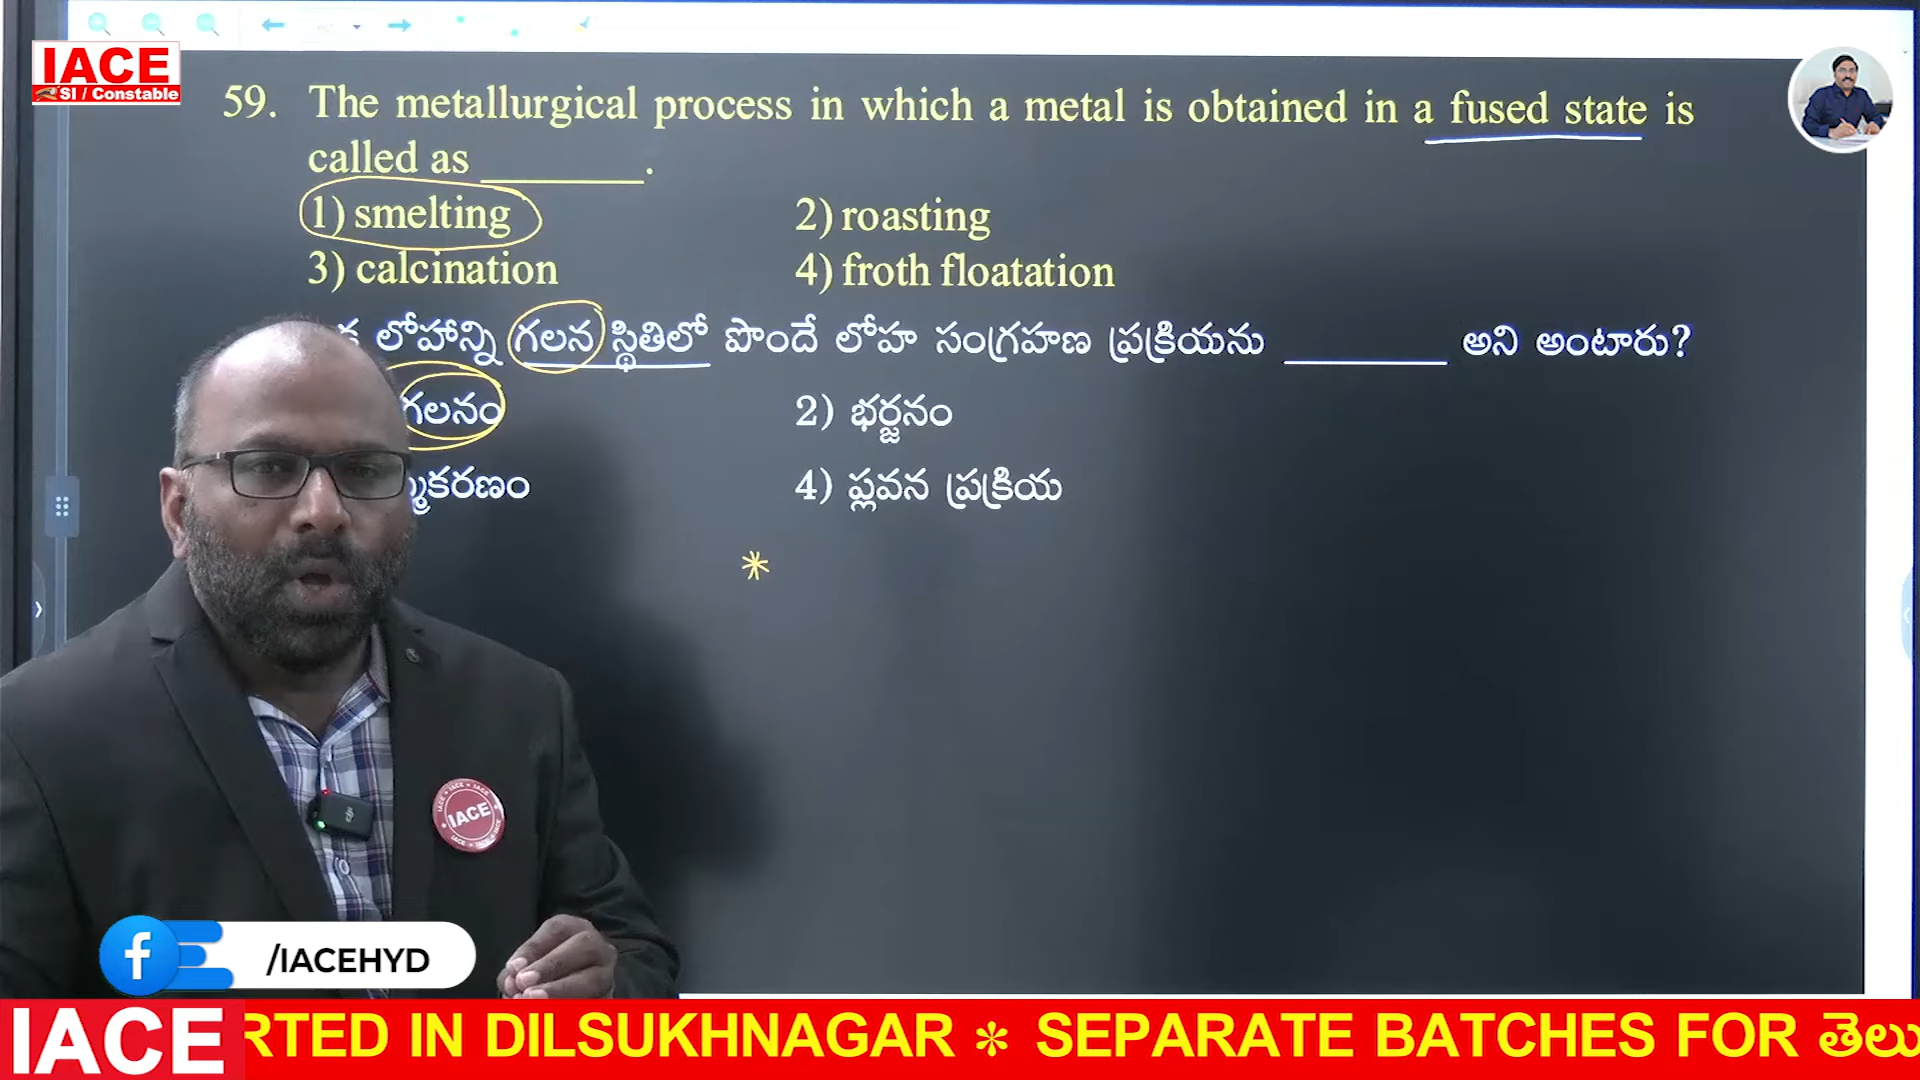 IACE
SI / Constable
59. The metallurgical process in which a metal is obtained in a fused state is
called as ________.
1) smelting 2) roasting
3) calcination 4) froth floatation
లోహాన్ని గలన స్థితిలో పొందే లోహ సంగ్రహణ ప్రక్రియను ________ అని అంటారు?
గలనం 2) భర్జనం
4) ప్లవన ప్రక్రియ
*
IACE
/IACEHYD
IACE RTED IN DILSUKHNAGAR * SEPARATE BATCHES FOR తెలు